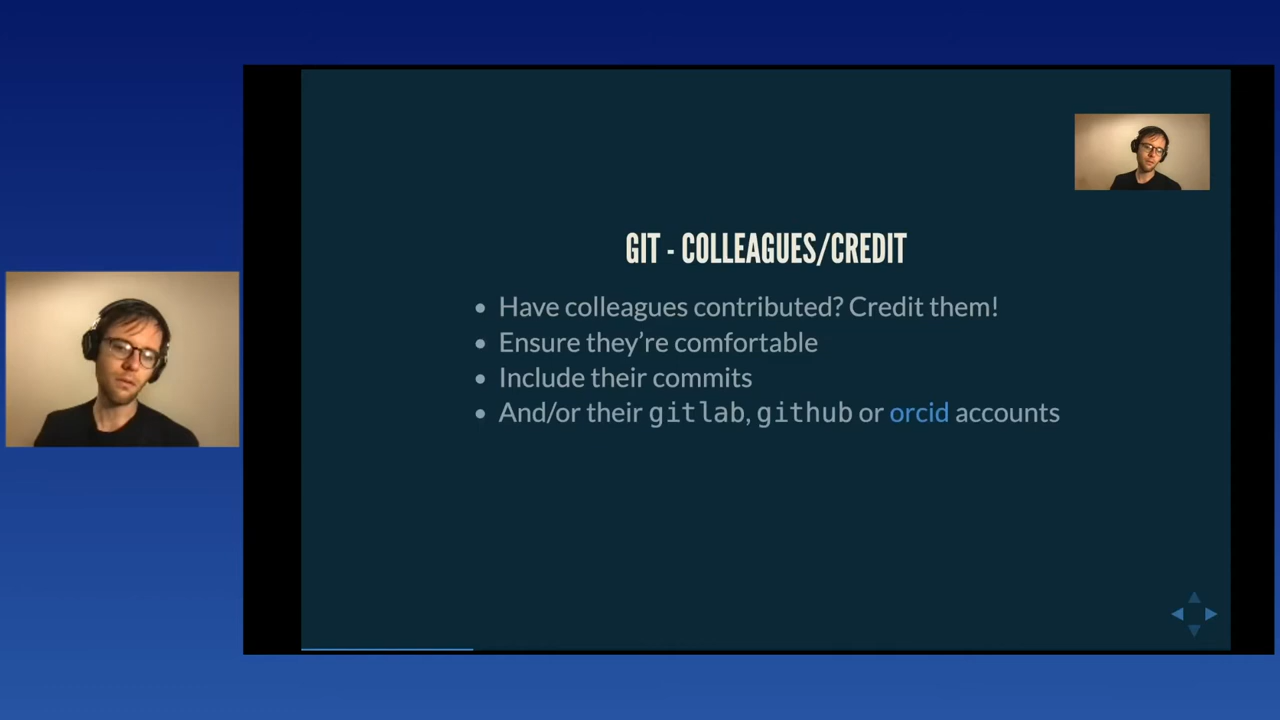 GIT - COLLEAGUES/CREDIT
Have colleagues contributed? Credit them!
Ensure they’re comfortable
Include their commits
And/or their gitlab, github or orcid accounts